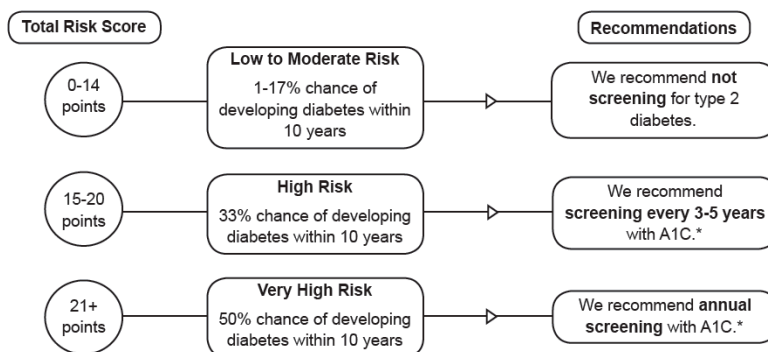 Total Risk Score
Recommendations
0-14
points
Low to Moderate Risk
1-17% chance of
developing diabetes within
10 years
We recommend not
screening for type 2
diabetes.
15-20
points
High Risk
33% chance of developing
diabetes within 10 years
We recommend
screening every 3-5 years
with A1C.*
21+
points
Very High Risk
50% chance of developing
diabetes within 10 years
We recommend annual
screening with A1C.*